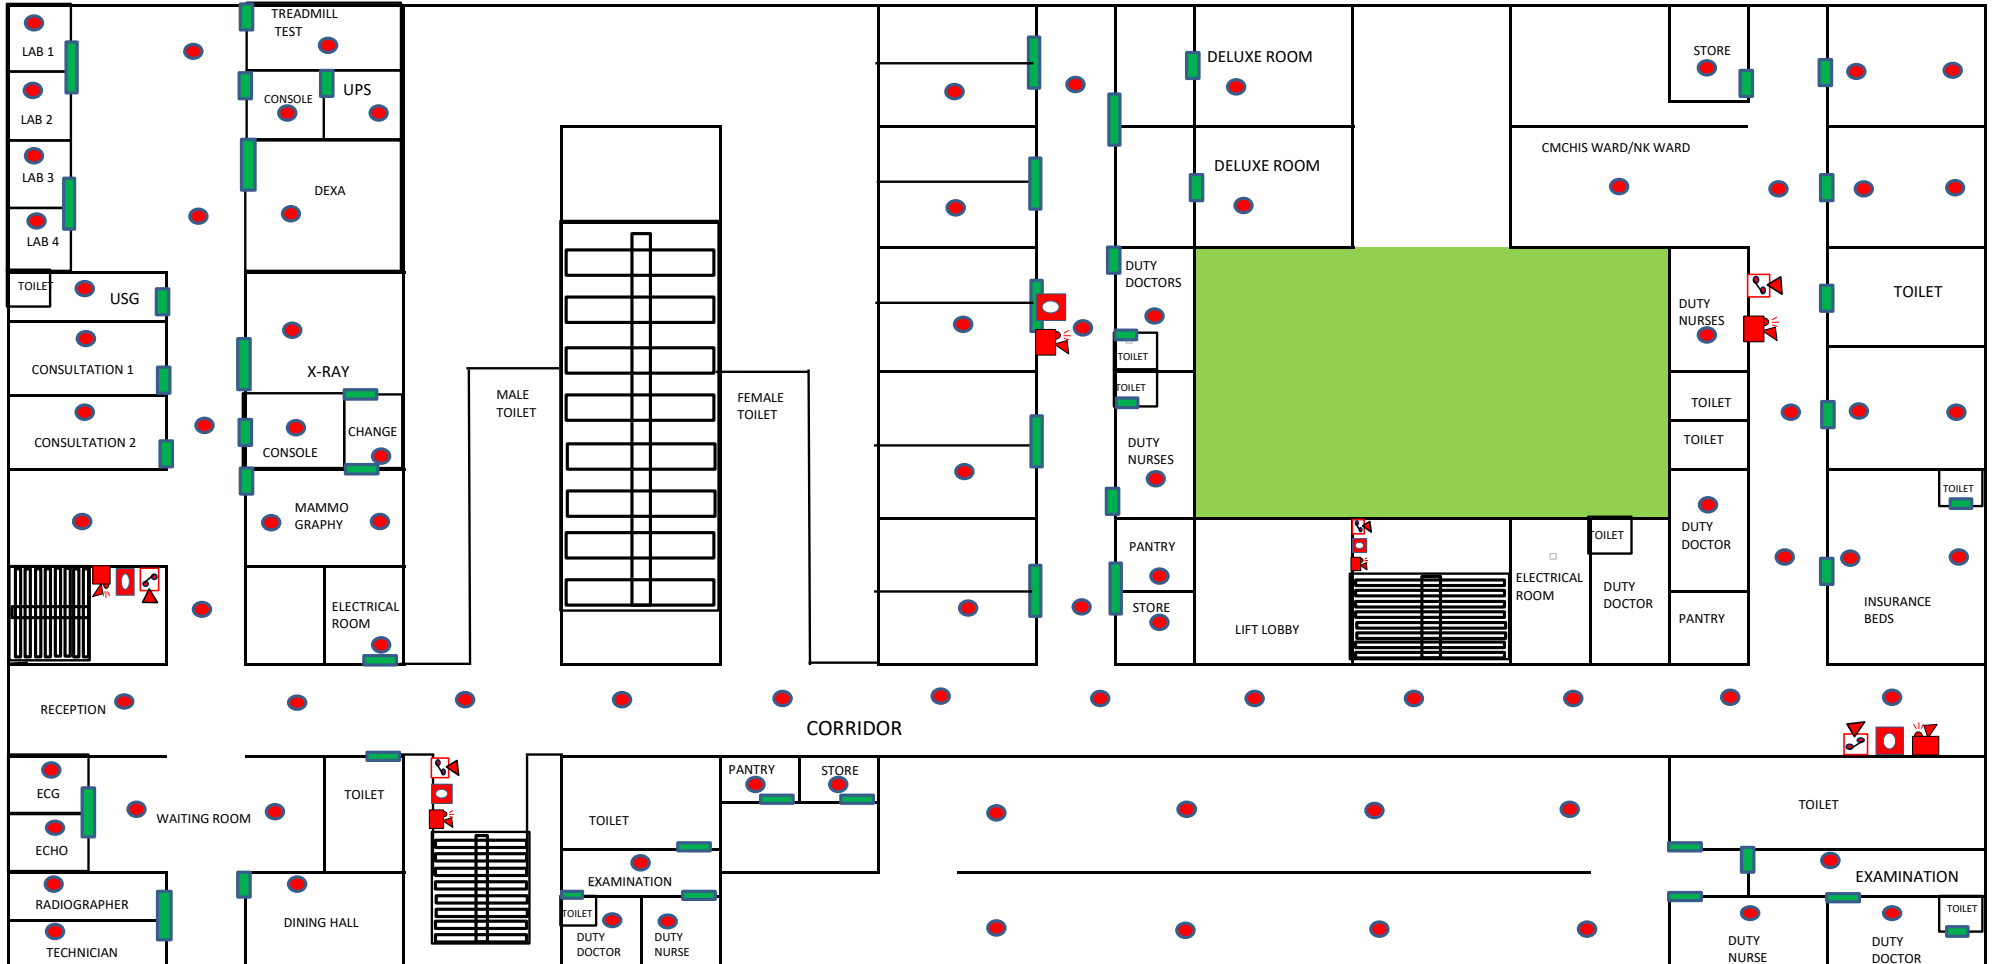 TREADMILL
TEST
LAB 1
CONSOLE
UPS
LAB 2
LAB 3
DEXA
LAB 4
TOILET
USG
CONSULTATION 1
X-RAY
CONSULTATION 2
CONSOLE
CHANGE
MAMMO
GRAPHY
ELECTRICAL
ROOM
MALE
TOILET
FEMALE
TOILET
DELUXE ROOM
DELUXE ROOM
STORE
CMCHIS WARD/NK WARD
DUTY
DOCTORS
TOILET
TOILET
DUTY
NURSES
PANTRY
STORE
LIFT LOBBY
ELECTRICAL
ROOM
TOILET
DUTY
DOCTOR
DUTY
NURSES
TOILET
TOILET
DUTY
DOCTOR
PANTRY
TOILET
TOILET
INSURANCE
BEDS
RECEPTION
CORRIDOR
ECG
ECHO
WAITING ROOM
TOILET
RADIOGRAPHER
TECHNICIAN
DINING HALL
TOILET
PANTRY
STORE
EXAMINATION
TOILET
DUTY
DOCTOR
DUTY
NURSE
TOILET
EXAMINATION
TOILET
DUTY
NURSE
DUTY
DOCTOR